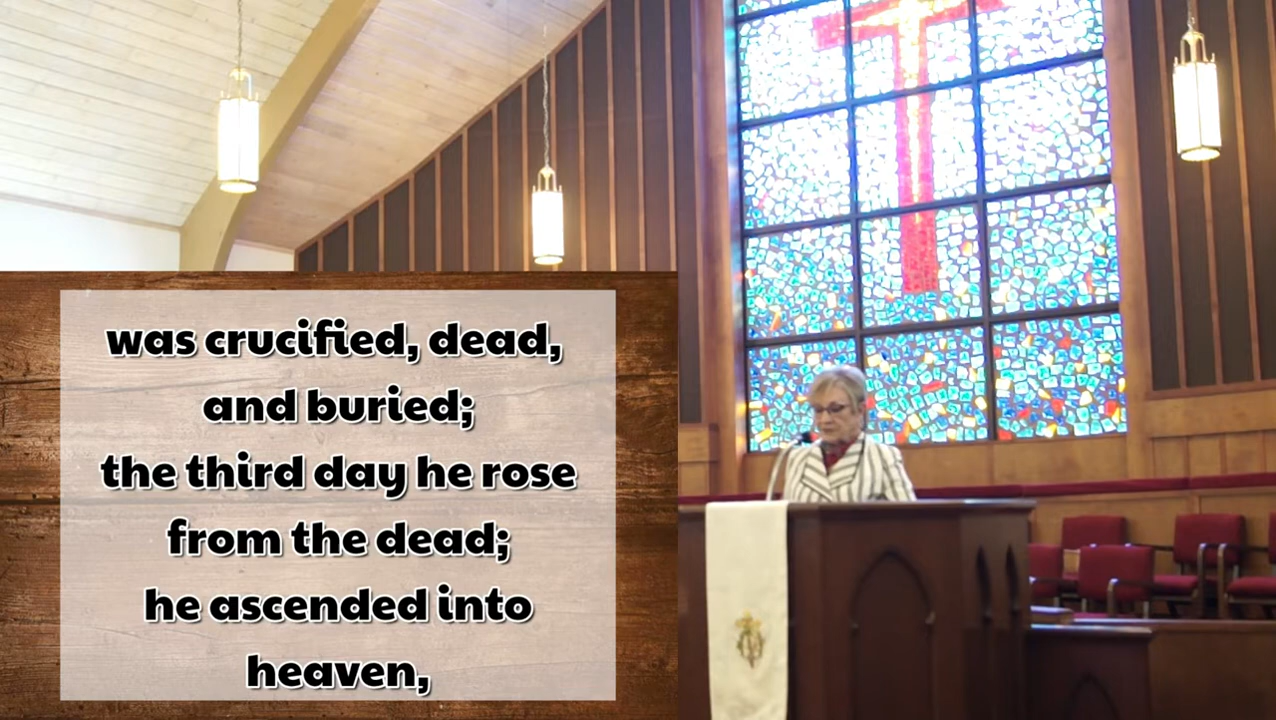 was crucified, dead,
and buried;
the third day he rose
from the dead;
he ascended into
heaven,